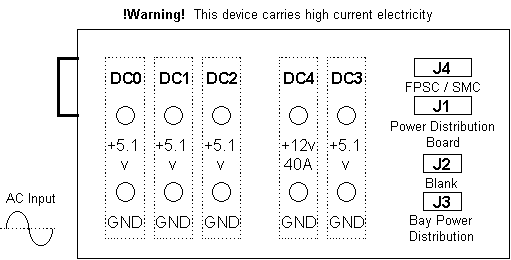 !Warning! This device carries high current electricity
DC0 DC1 DC2 DC4 DC3
+5.1 +5.1 +5.1 +12v +5.1
v v v 40A v
GND GND GND GND GND
J4
FPSC / SMC
J1
Power Distribution
Board
J2
Blank
J3
Bay Power
Distribution
AC Input